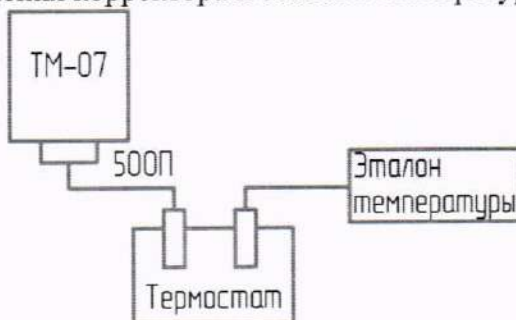 ТМ-07
500П
Эталон
температуры
Термостат